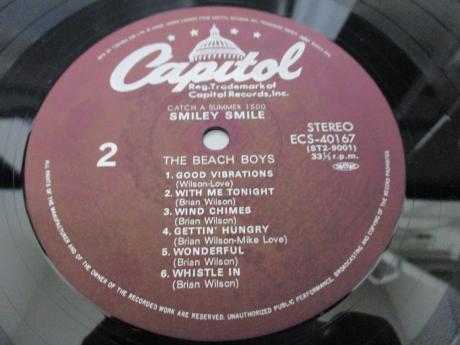 Capitol
Reg.Trademark of
Capitol Records, Inc.
CATCH A SUMMER 1500
SMILEY SMILE
2
STEREO
ECS-40167
(ST2-9001)
33⅓ r.p.m.
THE BEACH BOYS
1. GOOD VIBRATIONS
(Wilson-Love)
2. WITH ME TONIGHT
(Brian Wilson)
3. WIND CHIMES
(Brian Wilson)
4. GETTIN' HUNGRY
(Brian Wilson-Mike Love)
5. WONDERFUL
(Brian Wilson)
6. WHISTLE IN
(Brian Wilson)
ALL RIGHTS OF THE MANUFACTURER AND OF THE OWNER OF THE RECORDED WORK ARE RESERVED. UNAUTHORIZED PUBLIC PERFORMANCE, BROADCASTING AND COPYING OF THE RECORD PROHIBITED